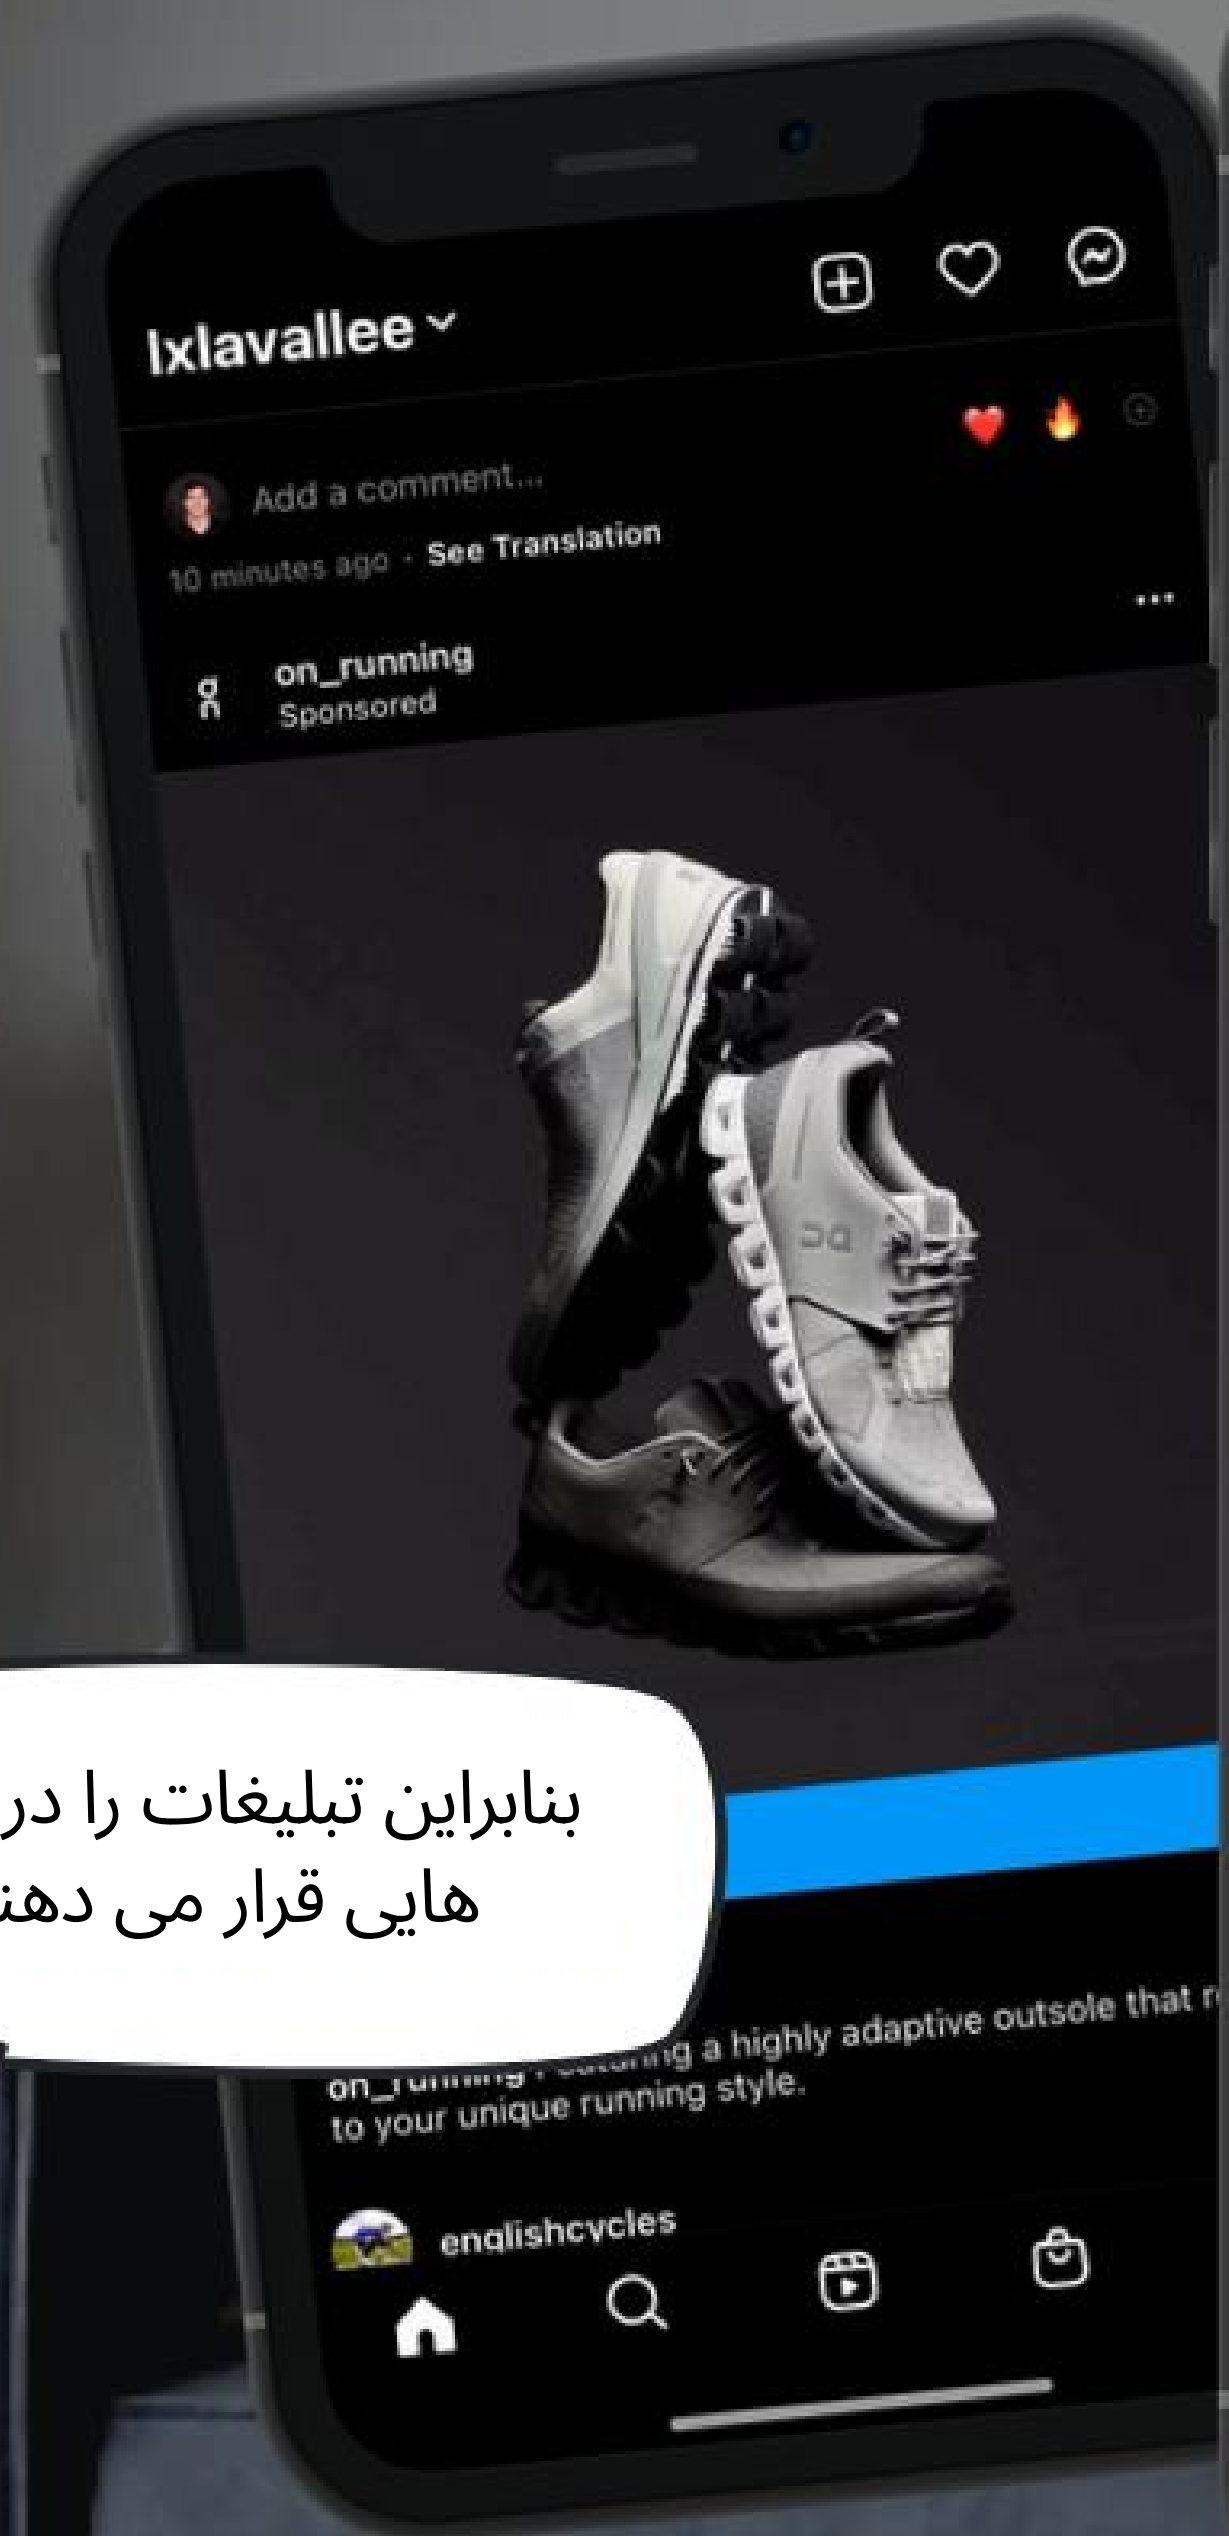 lxlavallee
Add a comment...
10 minutes ago · See Translation
on_running
Sponsored
بنابراین تبلیغات را در
هایی قرار می
on_running a highly adaptive outsole that
to your unique running style.
englishcycles